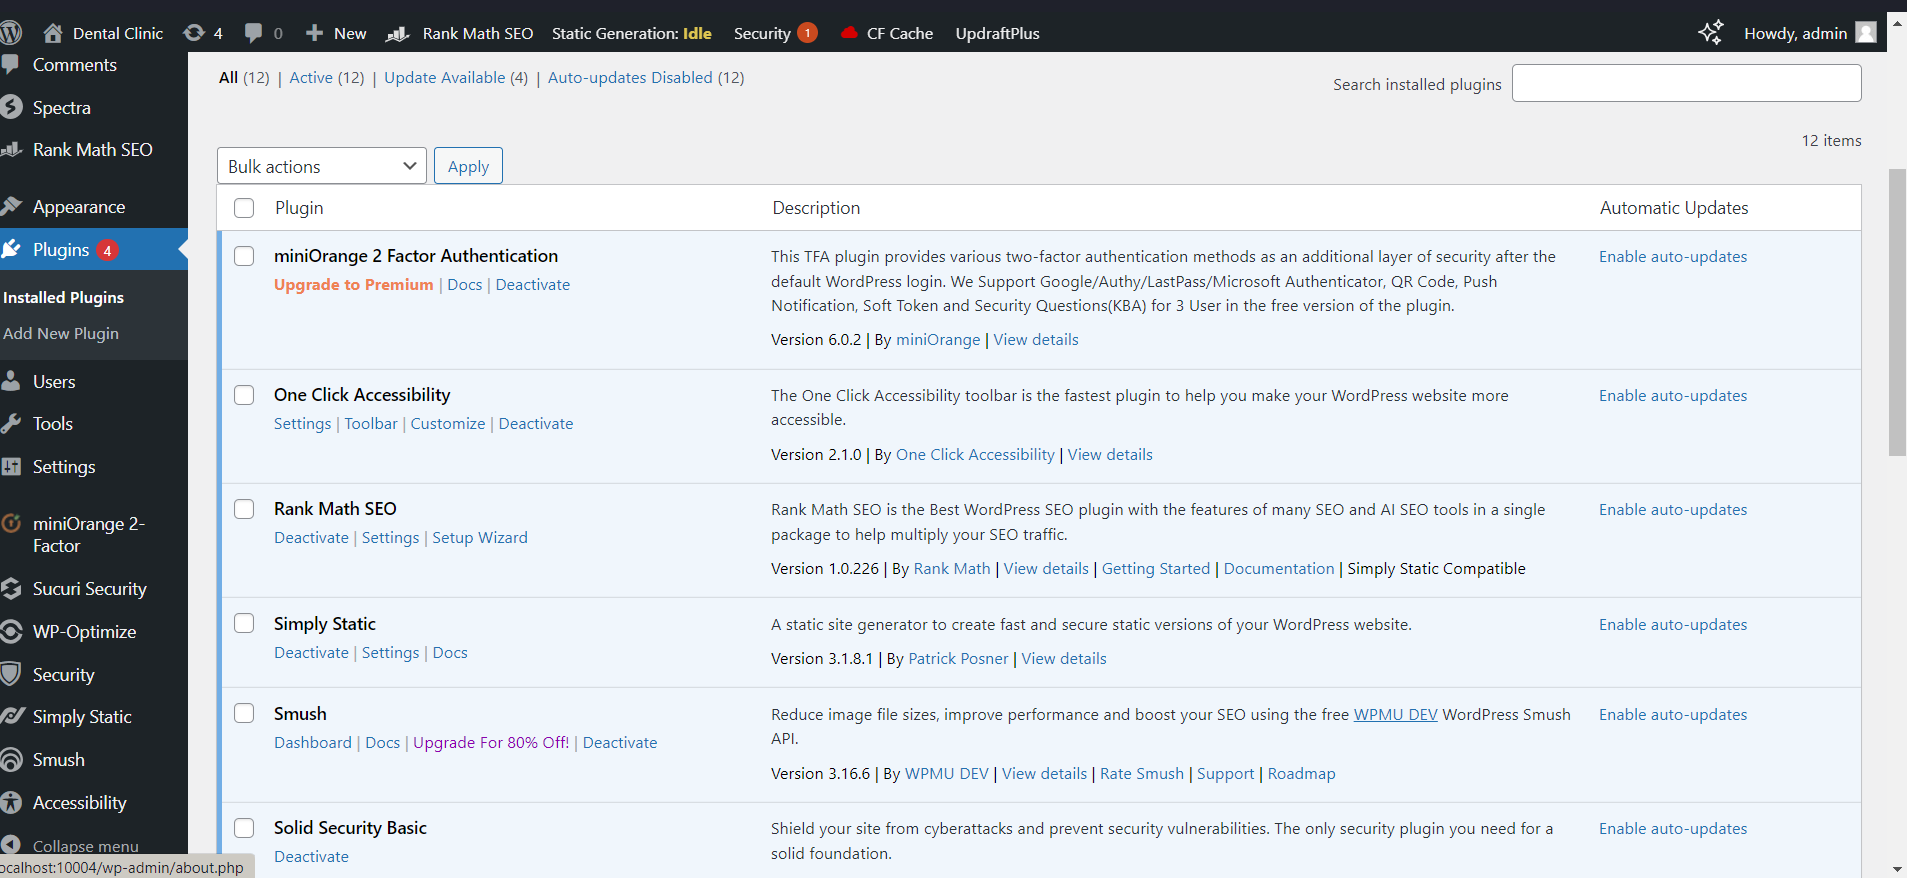 Dental Clinic 4 0 New Rank Math SEO Static Generation: Idle Security 1 CF Cache UpdraftPlus Howdy, admin
Comments
Spectra
Rank Math SEO
Appearance
Plugins 4
Installed Plugins
Add New Plugin
Users
Tools
Settings
miniOrange 2-
Factor
Sucuri Security
WP-Optimize
Security
Simply Static
Smush
Accessibility
Collapse menu
ocalhost:10004/wp-admin/about.php
All (12) | Active (12) | Update Available (4) | Auto-updates Disabled (12)
Search installed plugins
12 items
Bulk actions Apply
Plugin Description Automatic Updates
miniOrange 2 Factor Authentication
Upgrade to Premium | Docs | Deactivate
This TFA plugin provides various two-factor authentication methods as an additional layer of security after the
default WordPress login. We Support Google/Authy/LastPass/Microsoft Authenticator, QR Code, Push
Notification, Soft Token and Security Questions(KBA) for 3 User in the free version of the plugin.
Version 6.0.2 | By miniOrange | View details
Enable auto-updates
One Click Accessibility
Settings | Toolbar | Customize | Deactivate
The One Click Accessibility toolbar is the fastest plugin to help you make your WordPress website more
accessible.
Version 2.1.0 | By One Click Accessibility | View details
Enable auto-updates
Rank Math SEO
Deactivate | Settings | Setup Wizard
Rank Math SEO is the Best WordPress SEO plugin with the features of many SEO and AI SEO tools in a single
package to help multiply your SEO traffic.
Version 1.0.226 | By Rank Math | View details | Getting Started | Documentation | Simply Static Compatible
Enable auto-updates
Simply Static
Deactivate | Settings | Docs
A static site generator to create fast and secure static versions of your WordPress website.
Version 3.1.8.1 | By Patrick Posner | View details
Enable auto-updates
Smush
Dashboard | Docs | Upgrade For 80% Off! | Deactivate
Reduce image file sizes, improve performance and boost your SEO using the free WPMU DEV WordPress Smush
API.
Version 3.16.6 | By WPMU DEV | View details | Rate Smush | Support | Roadmap
Enable auto-updates
Solid Security Basic
Deactivate
Shield your site from cyberattacks and prevent security vulnerabilities. The only security plugin you need for a
solid foundation.
Enable auto-updates